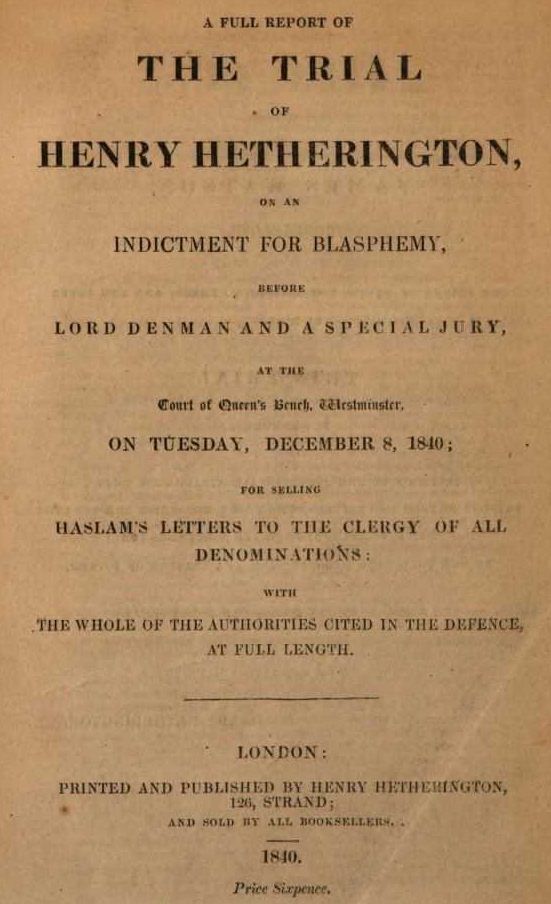 A FULL REPORT OF
THE TRIAL
OF
HENRY HETHERINGTON,
ON AN
INDICTMENT FOR BLASPHEMY,
BEFORE
LORD DENMAN AND A SPECIAL JURY,
AT THE
Court of Queen's Bench, Westminster,
ON TUESDAY, DECEMBER 8, 1840;
FOR SELLING
HASLAM'S LETTERS TO THE CLERGY OF ALL
DENOMINATIONS:
WITH
THE WHOLE OF THE AUTHORITIES CITED IN THE DEFENCE,
AT FULL LENGTH.
LONDON:
PRINTED AND PUBLISHED BY HENRY HETHERINGTON,
126, STRAND;
AND SOLD BY ALL BOOKSELLERS.
1840.
Price Sixpence.